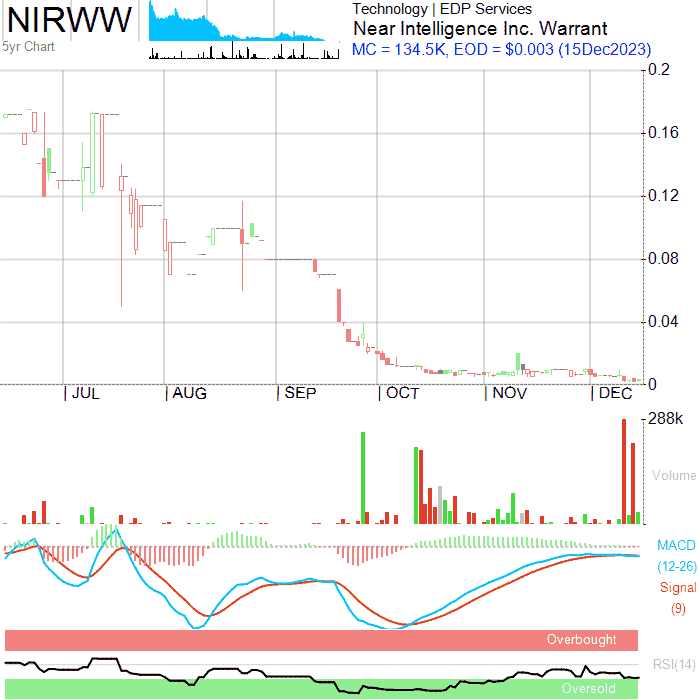 NIRWW
5yr Chart
Technology | EDP Services
Near Intelligence Inc. Warrant
MC = 134.5K, EOD = $0.003 (15Dec2023)
0.2
0.16
0.12
0.08
0.04
0
JUL AUG SEP OCT NOV DEC
288k
Volume
MACD
(12-26)
Signal
(9)
Overbought
RSI(14)
Oversold